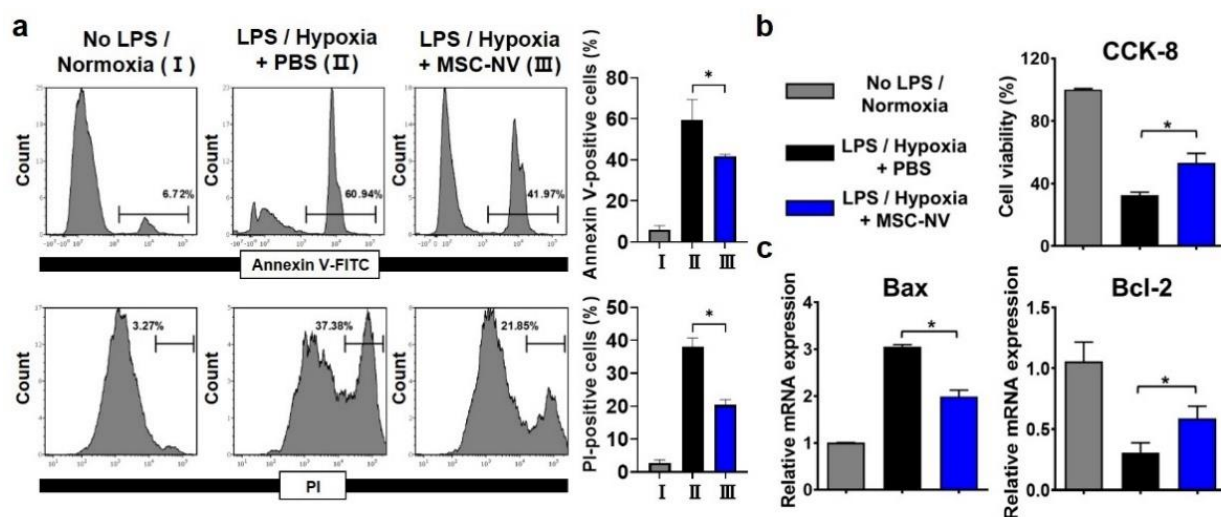 a
No LPS /
Normoxia ( I )
LPS / Hypoxia
+ PBS (Ⅱ)
LPS / Hypoxia
+ MSC-NV (Ⅲ)
Count
6.72%
Count
60.94%
Count
41.97%
Annexin V-FITC
Annexin V-positive cells (%)
80
60
40
20
0
*
Ⅰ Ⅱ Ⅲ
Count
3.27%
Count
37.38%
Count
21.85%
PI
PI-positive cells (%)
50
40
30
20
10
0
*
Ⅰ Ⅱ Ⅲ
b
No LPS /
Normoxia
LPS / Hypoxia
+ PBS
LPS / Hypoxia
+ MSC-NV
CCK-8
Cell viability (%)
120
80
40
0
*
c
Bax
Relative mRNA expression
4
3
2
1
0
*
Bcl-2
Relative mRNA expression
1.5
1.0
0.5
0.0
*